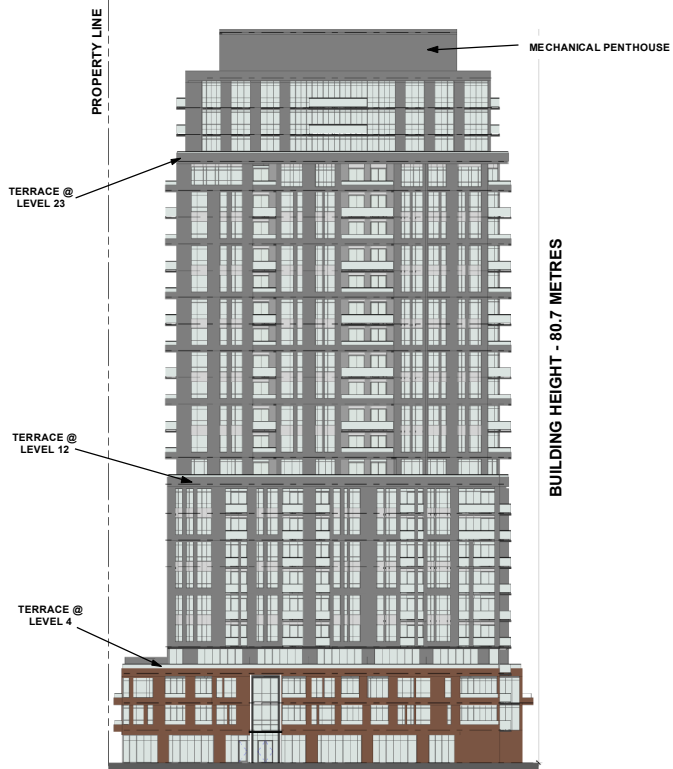 PROPERTY LINE
MECHANICAL PENTHOUSE
TERRACE @
LEVEL 23
BUILDING HEIGHT - 80.7 METRES
TERRACE @
LEVEL 12
TERRACE @
LEVEL 4